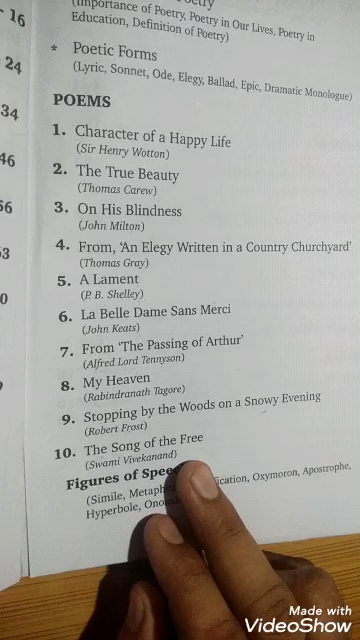 (Importance of Poetry, Poetry in Our Lives, Poetry in
- 16 Education, Definition of Poetry)
* Poetic Forms
24 (Lyric, Sonnet, Ode, Elegy, Ballad, Epic, Dramatic Monologue)
34 POEMS
1. Character of a Happy Life
(Sir Henry Wotton)
46 2. The True Beauty
(Thomas Carew)
56 3. On His Blindness
(John Milton)
4. From, 'An Elegy Written in a Country Churchyard'
(Thomas Gray)
5. A Lament
(P. B. Shelley)
6. La Belle Dame Sans Merci
(John Keats)
7. From 'The Passing of Arthur'
(Alfred Lord Tennyson)
8. My Heaven
(Rabindranath Tagore)
9. Stopping by the Woods on a Snowy Evening
(Robert Frost)
10. The Song of the Free
(Swami Vivekanand)
Figures of
(Simile, Oxymoron, Apostrophe,
Hyperbole,
Made with
VideoShow